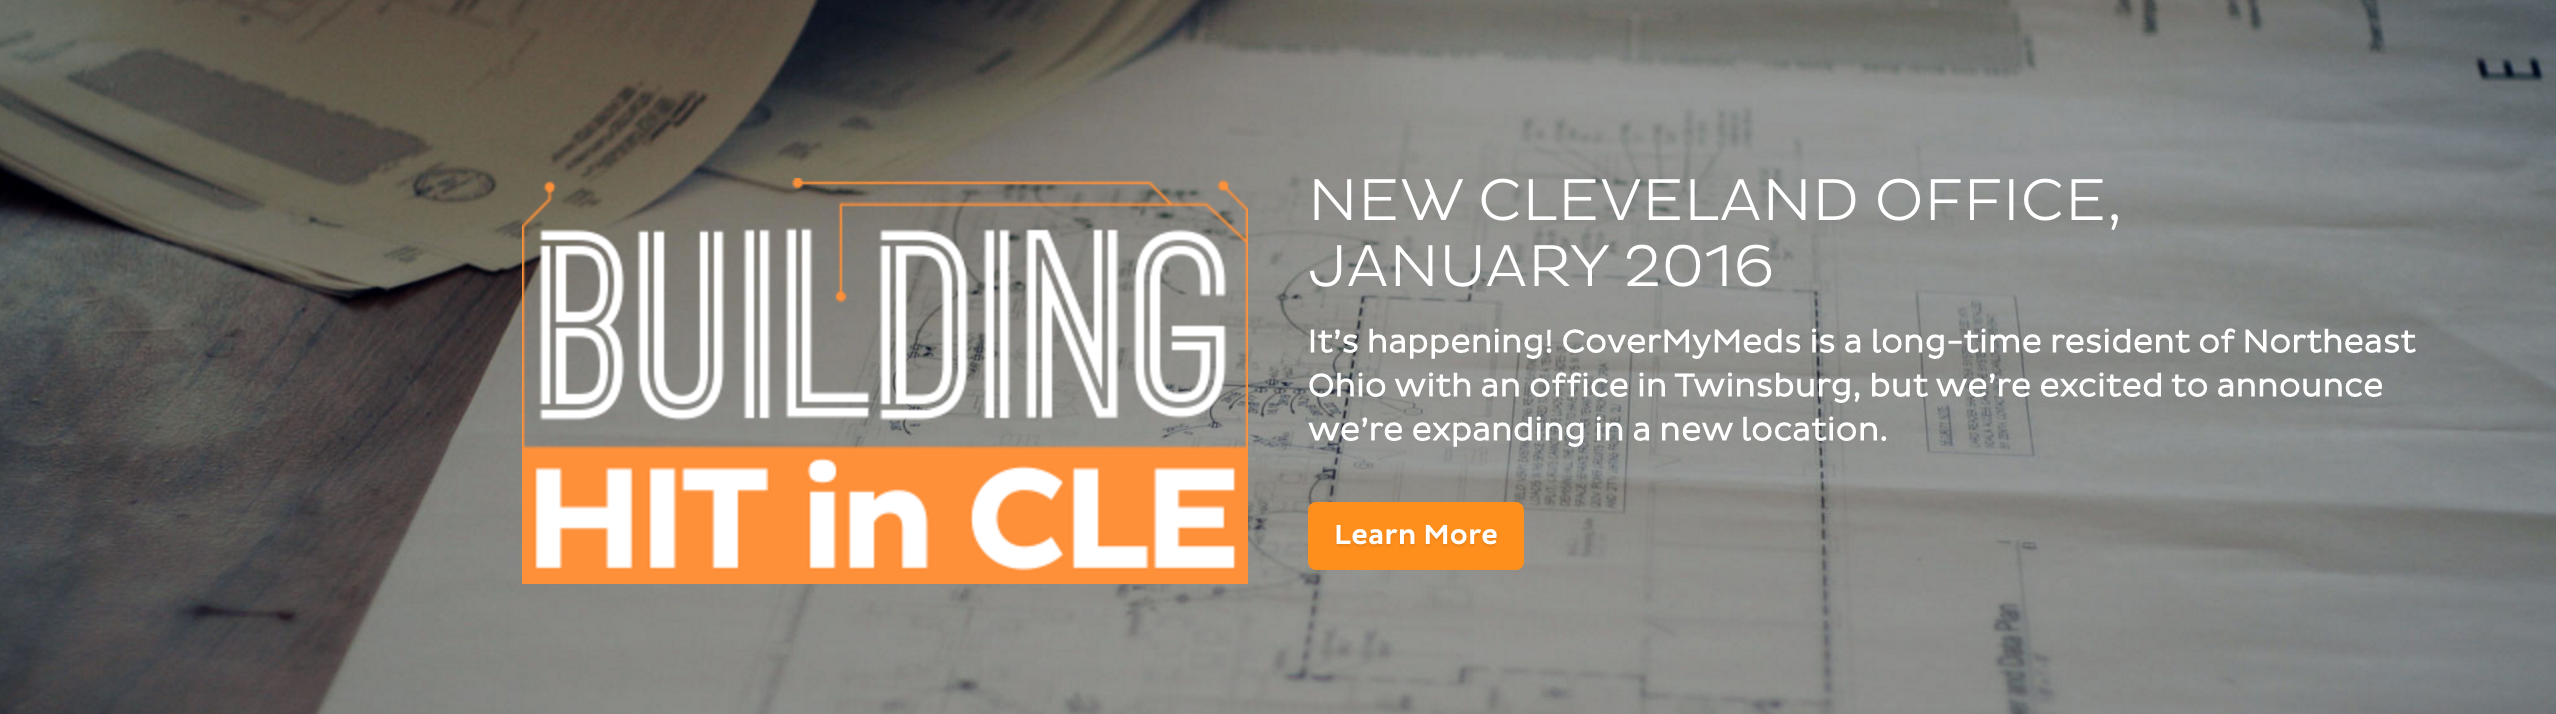 BUILDING
HIT in CLE
NEW CLEVELAND OFFICE,
JANUARY 2016
It's happening! CoverMyMeds is a long-time resident of Northeast
Ohio with an office in Twinsburg, but we're excited to announce
we're expanding in a new location.
Learn More